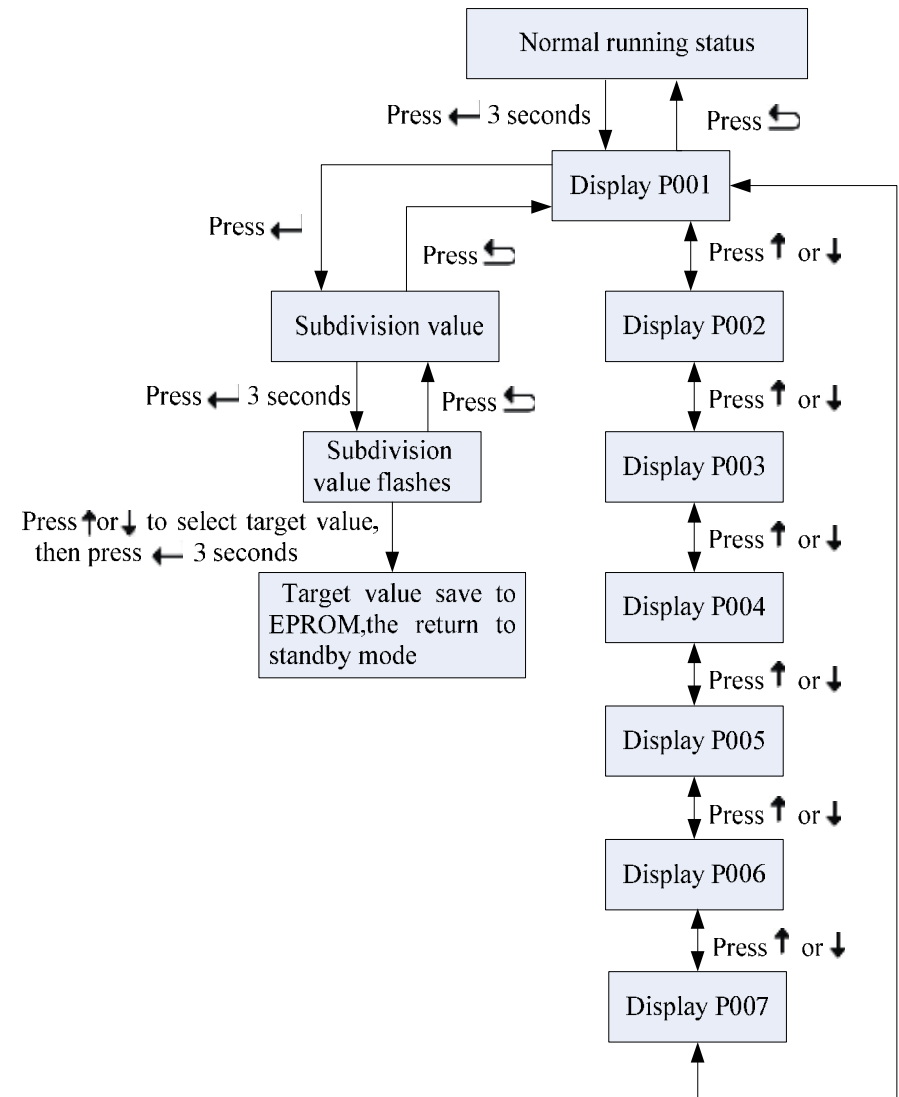 Normal running status
Press ← 3 seconds
Press ⮌
Display P001
Press ←
Press ⮌
Press ↑ or ↓
Subdivision value
Display P002
Press ← 3 seconds
Press ⮌
Press ↑ or ↓
Subdivision
value flashes
Display P003
Press ↑or↓ to select target value,
then press ← 3 seconds
Press ↑ or ↓
Target value save to
EPROM,the return to
standby mode
Display P004
Press ↑ or ↓
Display P005
Press ↑ or ↓
Display P006
Press ↑ or ↓
Display P007